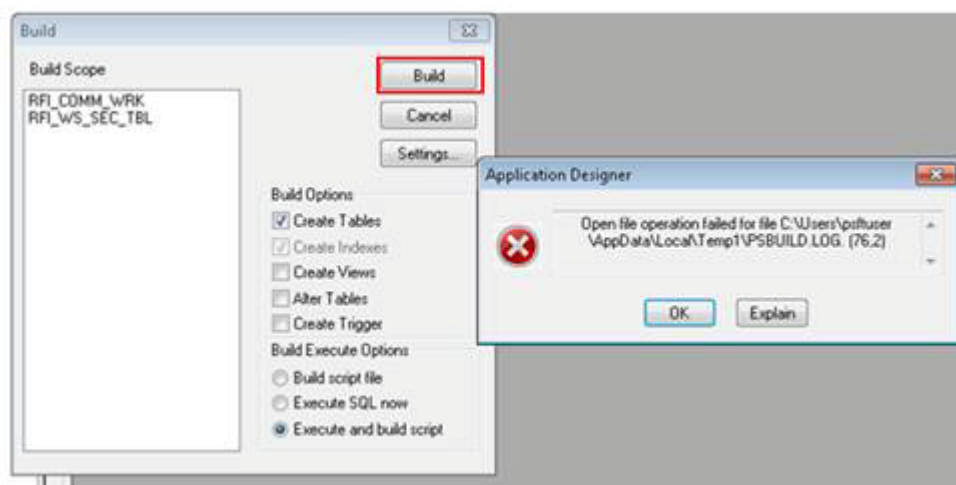 Build
Build Scope
RFI_COMM_WRK
RFI_WS_SEC_TBL
Build
Cancel
Settings...
Build Options
Create Tables
Create Indexes
Create Views
Alter Tables
Create Trigger
Build Execute Options
Build script file
Execute SQL now
Execute and build script
Application Designer
Open file operation failed for file C:\Users\psftuser
\AppData\Local\Temp1\PSBUILD.LOG. (76,2)
OK
Explain